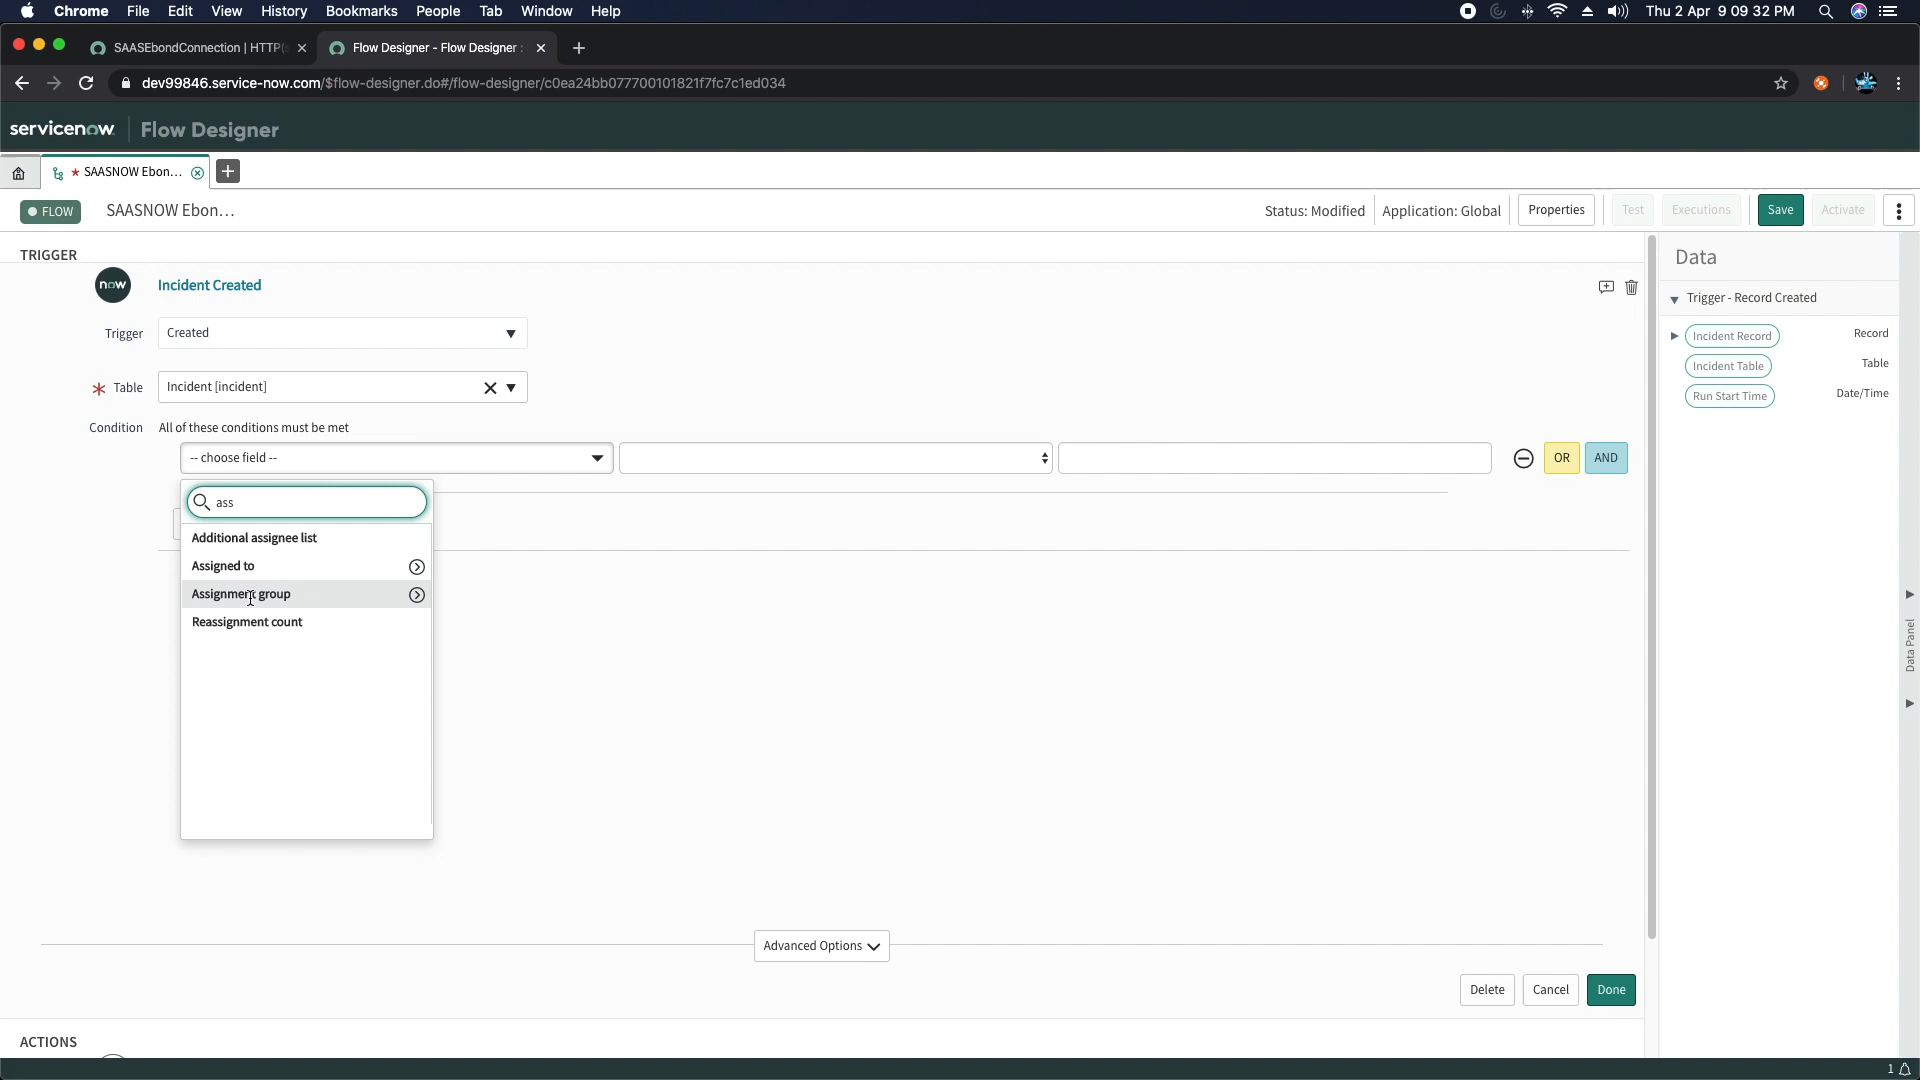 Chrome File Edit View History Bookmarks People Tab Window Help Thu 2 Apr 9 09 32 PM
SAASEbondConnection | HTTP(s Flow Designer - Flow Designer :
dev99846.service-now.com/$flow-designer.do#/flow-designer/c0ea24bb077700101821f7fc7c1ed034
servicenow Flow Designer
* SAASNOW Ebon...
FLOW SAASNOW Ebon... Status: Modified Application: Global Properties Test Executions Save Activate
TRIGGER
now Incident Created
Trigger Created
Table Incident [incident]
Condition All of these conditions must be met
-- choose field -- OR AND
ass
Additional assignee list
Assigned to
Assignment group
Reassignment count
Advanced Options
Delete Cancel Done
ACTIONS
Data
Trigger - Record Created
Incident Record Record
Incident Table Table
Run Start Time Date/Time
Data Panel
1